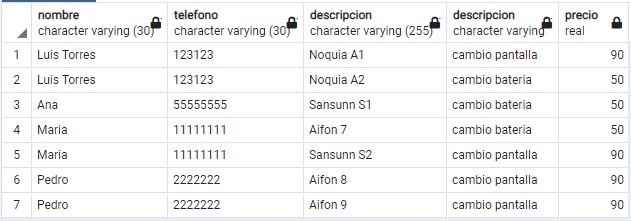 nombre telefono descripcion descripcion precio
character varying (30) character varying (30) character varying (255) character varying real
1 Luis Torres 123123 Noquia A1 cambio pantalla 90
2 Luis Torres 123123 Noquia A2 cambio bateria 50
3 Ana 55555555 Sansunn S1 cambio bateria 50
4 Maria 11111111 Aifon 7 cambio bateria 50
5 Maria 11111111 Sansunn S2 cambio pantalla 90
6 Pedro 2222222 Aifon 8 cambio pantalla 90
7 Pedro 2222222 Aifon 9 cambio pantalla 90